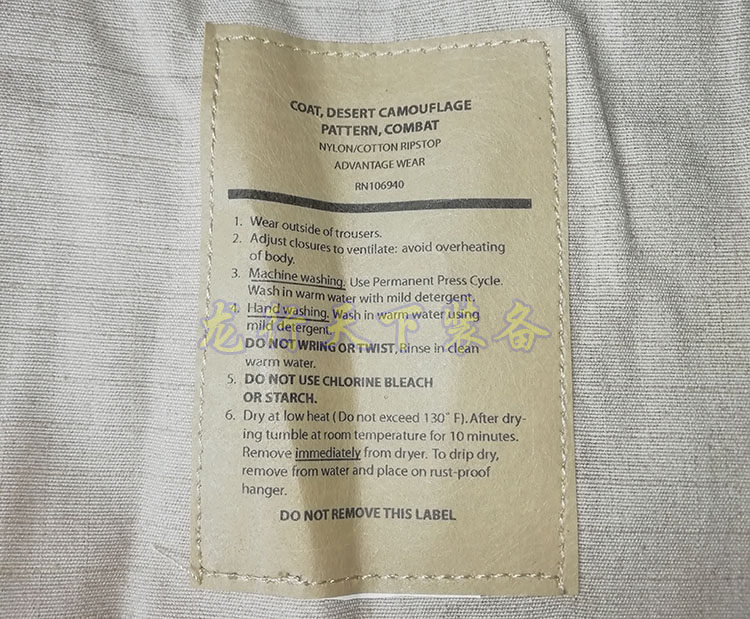 COAT, DESERT CAMOUFLAGE
PATTERN, COMBAT
NYLON/COTTON RIPSTOP
ADVANTAGE WEAR
RN106940
1. Wear outside of trousers.
2. Adjust closures to ventilate: avoid overheating
of body.
3. Machine washing. Use Permanent Press Cycle.
Wash in warm water with mild detergent.
4. Hand washing. Wash in warm water using
mild detergent.
龙行天下装备
DO NOT WRING OR TWIST, Rinse in clean
warm water.
5. DO NOT USE CHLORINE BLEACH
OR STARCH.
6. Dry at low heat (Do not exceed 130° F). After dry-
ing tumble at room temperature for 10 minutes.
Remove immediately from dryer. To drip dry,
remove from water and place on rust-proof
hanger.
DO NOT REMOVE THIS LABEL